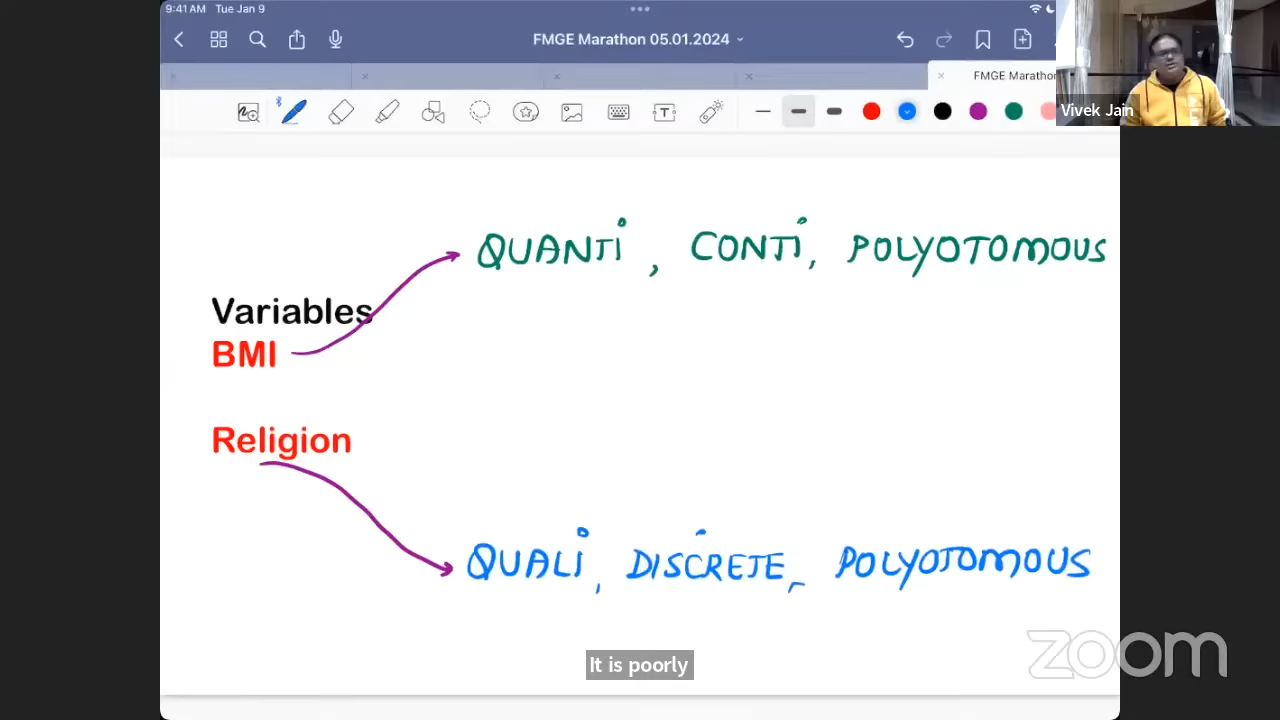 9:41 AM Tue Jan 9
FMGE Marathon 05.01.2024
FMGE Marathon
Vivek Jain
QUANTi, CONTi, POLYOTOMOUS
Variables
BMI
Religion
QUALi, DISCRETE, POLYOTOMOUS
It is poorly
zoom